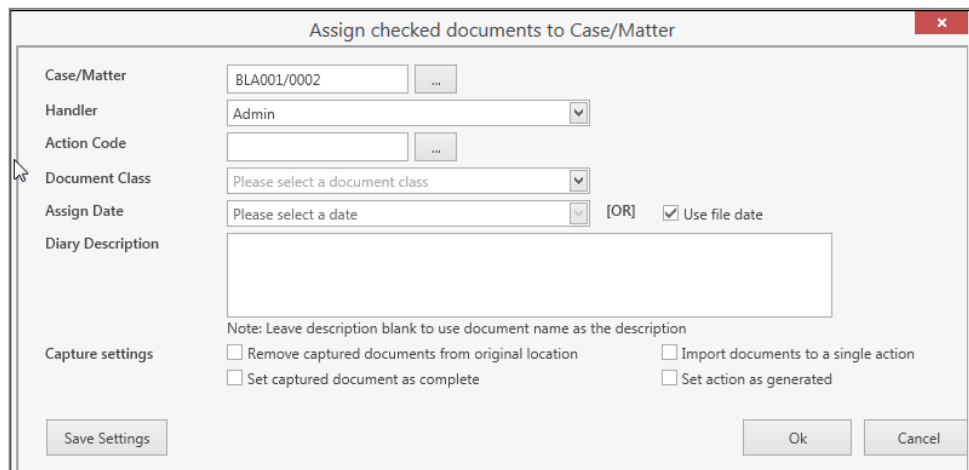 Assign checked documents to Case/Matter
Case/Matter BLA001/0002 ...
Handler Admin
Action Code ...
Document Class Please select a document class
Assign Date Please select a date [OR] Use file date
Diary Description
Note: Leave description blank to use document name as the description
Capture settings Remove captured documents from original location Import documents to a single action
Set captured document as complete Set action as generated
Save Settings Ok Cancel